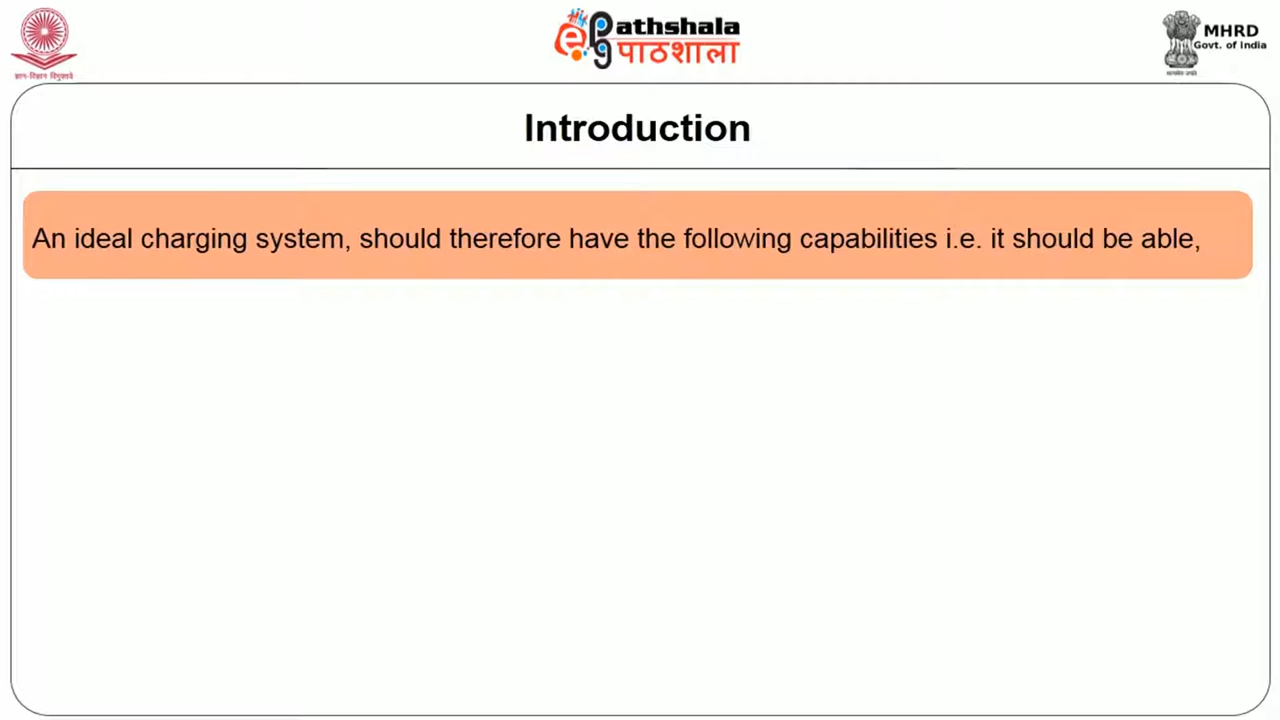 ePathshala
पाठशाला
MHRD
Govt. of India
ज्ञान-विज्ञान विमुक्तये
Introduction
An ideal charging system, should therefore have the following capabilities i.e. it should be able,